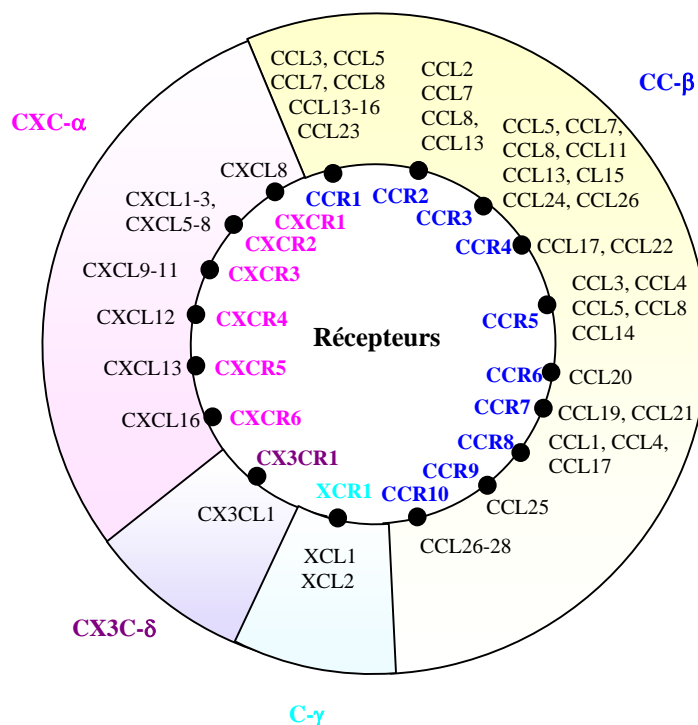 CC-β
CXC-α
CX3C-δ
C-γ
Récepteurs
CCL3, CCL5
CCL7, CCL8
CCL13-16
CCL23
CCR1
CCL2
CCL7
CCL8,
CCL13
CCR2
CCL5, CCL7,
CCL8, CCL11
CCL13, CL15
CCL24, CCL26
CCR3
CCR4
CCL17, CCL22
CCR5
CCL3, CCL4
CCL5, CCL8
CCL14
CCR6
CCL20
CCR7
CCL19, CCL21
CCR8
CCL1, CCL4,
CCL17
CCR9
CCL25
CCR10
CCL26-28
XCR1
XCL1
XCL2
CX3CR1
CX3CL1
CXCR6
CXCL16
CXCR5
CXCL13
CXCR4
CXCL12
CXCR3
CXCL9-11
CXCR2
CXCL1-3,
CXCL5-8
CXCR1
CXCL8